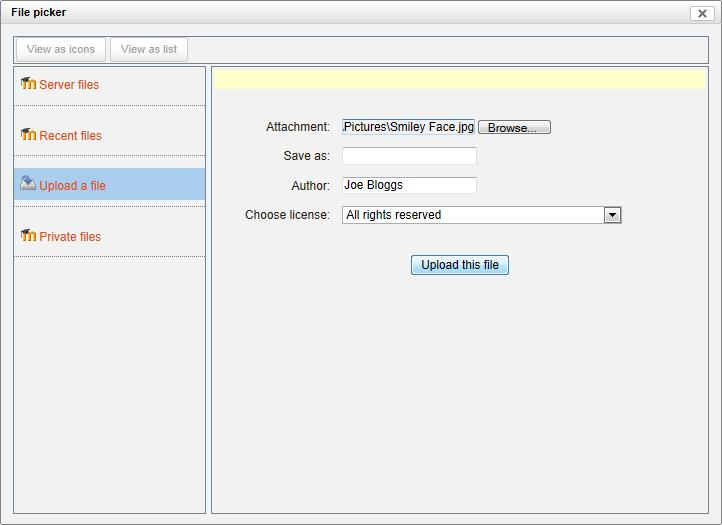 File picker
View as icons View as list
Server files
Recent files
Upload a file
Private files
Attachment: \Pictures\Smiley Face.jpg Browse...
Save as:
Author: Joe Bloggs
Choose license: All rights reserved
Upload this file